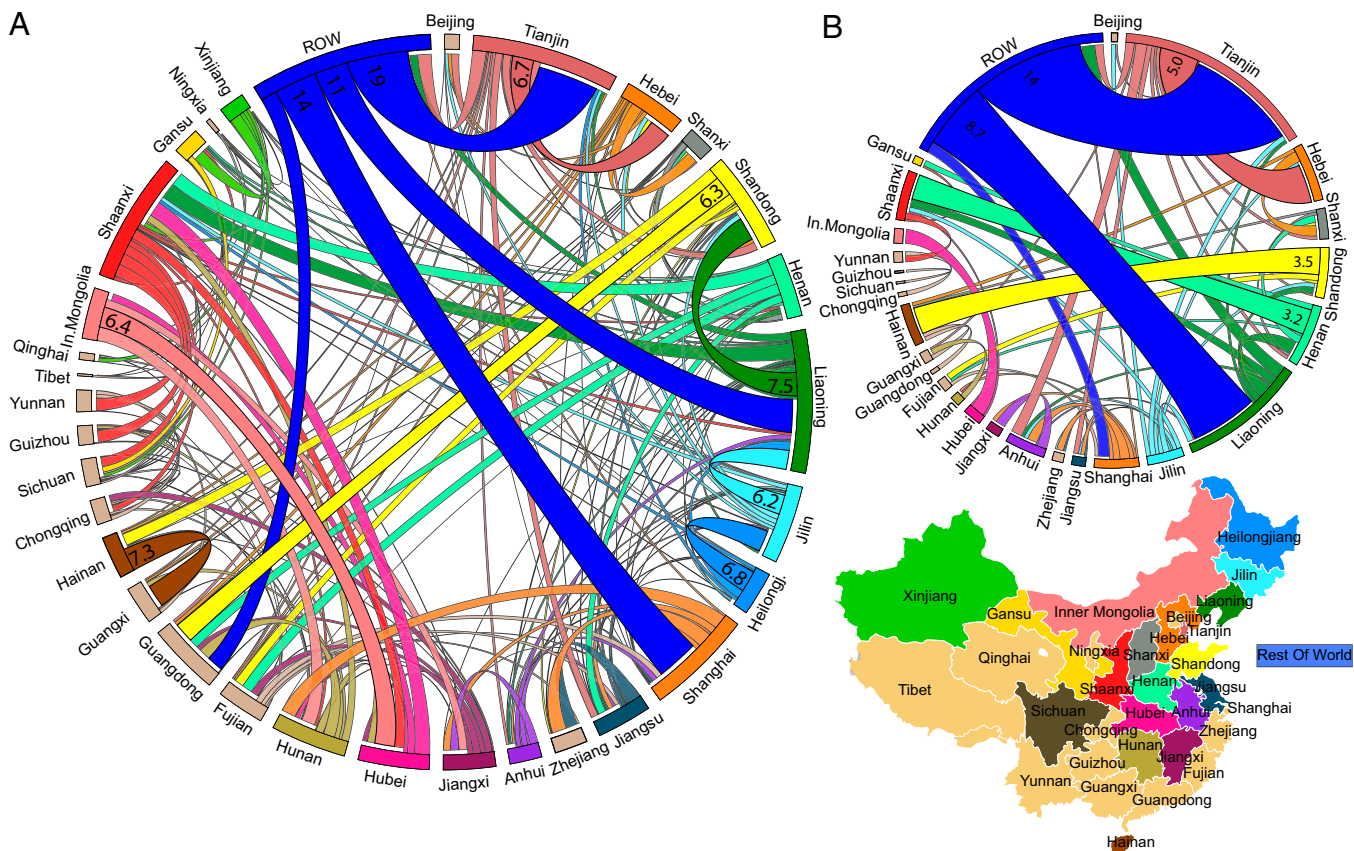 A
ROW
Beijing
Tianjin
Hebei
Shanxi
Shandong
Henan
Liaoning
Jilin
Heilongj.
Shanghai
Jiangsu
Zhejiang
Anhui
Jiangxi
Hubei
Hunan
Fujian
Guangdong
Guangxi
Hainan
Chongqing
Sichuan
Guizhou
Yunnan
Tibet
Qinghai
In.Mongolia
Shaanxi
Gansu
Ningxia
Xinjiang
14
11
19
6.7
6.3
7.5
6.2
6.8
7.3
6.4
B
ROW
Beijing
Tianjin
Hebei
Shanxi
Shandong
Henan
Liaoning
Jilin
Shanghai
Jiangsu
Zhejiang
Anhui
Jiangxi
Hubei
Hunan
Fujian
Guangdong
Guangxi
Hainan
Chongqing
Sichuan
Guizhou
Yunnan
In.Mongolia
Shaanxi
Gansu
8.7
14
5.0
3.5
3.2
Heilongjiang
Jilin
Xinjiang
Liaoning
Gansu
Inner Mongolia
Beijing
Tianjin
Hebei
Ningxia
Shanxi
Rest Of World
Qinghai
Shandong
Henan
Tibet
Shaanxi
Jiangsu
Shanghai
Sichuan
Hubei
Anhui
Chongqing
Zhejiang
Hunan
Jiangxi
Guizhou
Fujian
Yunnan
Guangxi
Guangdong
Hainan